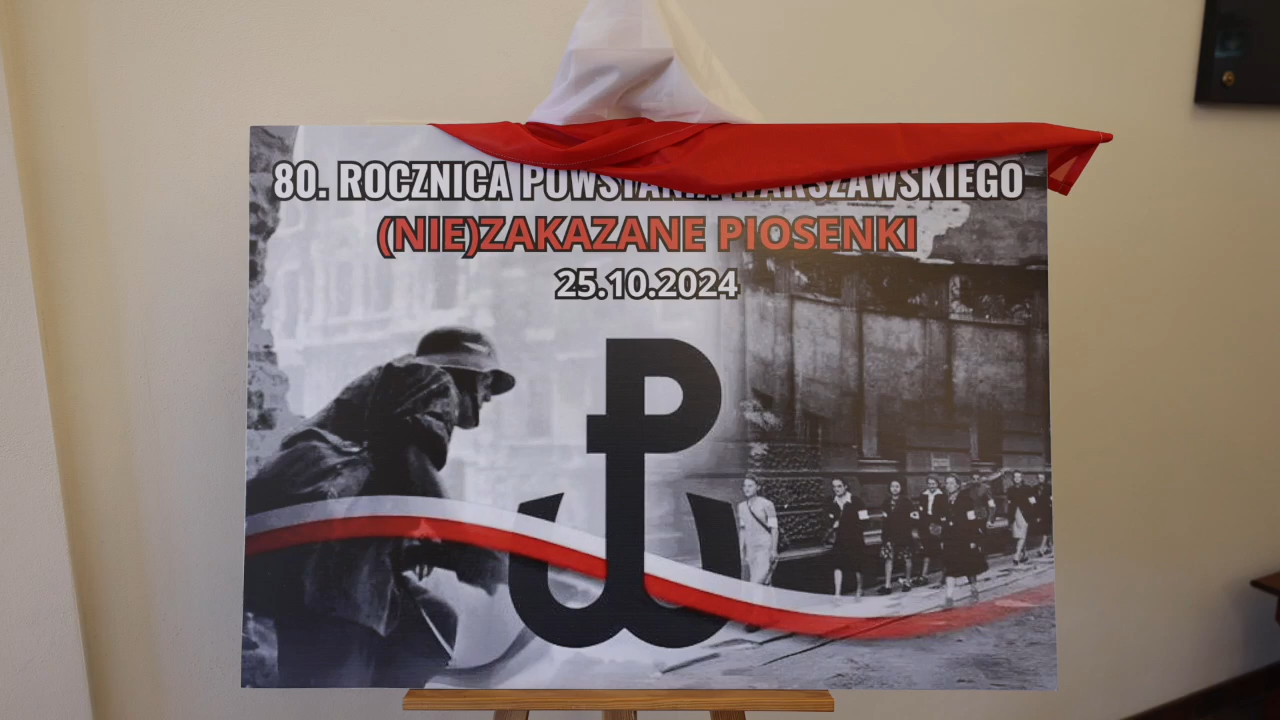 80. ROCZNICA POWSTANIA WARSZAWSKIEGO
(NIE)ZAKAZANE PIOSENKI
25.10.2024